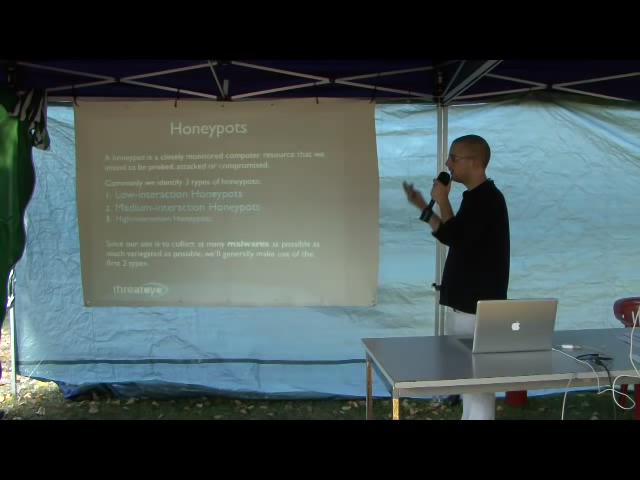 Honeypots
A honeypot is a closely monitored computer resource that we
intend to be probed, attacked or compromised.
Commonly we identify 3 types of honeypots:
1. Low-interaction Honeypots
2. Medium-interaction Honeypots
3. High-interaction Honeypots
Since our aim is to collect as many malwares as possible as
much variegated as possible, we'll generally make use of the
first 2 types.
threateye